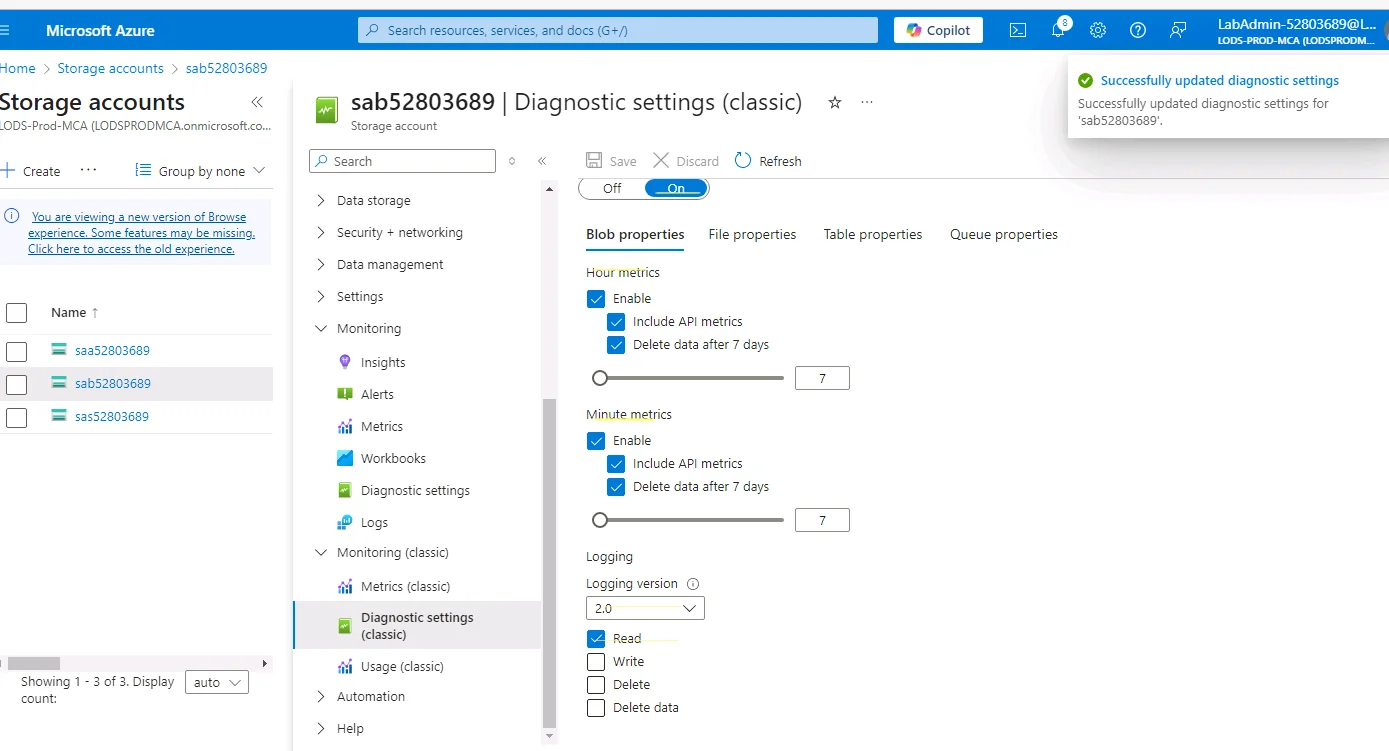 Microsoft Azure
Search resources, services, and docs (G+/)
Copilot
8
LabAdmin-52803689@L...
LODS-PROD-MCA (LODSPRODM...
Home > Storage accounts > sab52803689
Successfully updated diagnostic settings
Successfully updated diagnostic settings for
'sab52803689'.
Storage accounts
LODS-Prod-MCA (LODSPRODMCA.onmicrosoft.co...
+ Create ... Group by none
You are viewing a new version of Browse
experience. Some features may be missing.
Click here to access the old experience.
Name ↑
saa52803689
sab52803689
sas52803689
Showing 1 - 3 of 3. Display
count:
auto
sab52803689 | Diagnostic settings (classic)
Storage account
Search
Data storage
Security + networking
Data management
Settings
Monitoring
Insights
Alerts
Metrics
Workbooks
Diagnostic settings
Logs
Monitoring (classic)
Metrics (classic)
Diagnostic settings
(classic)
Usage (classic)
Automation
Help
Save Discard Refresh
Off On
Blob properties File properties Table properties Queue properties
Hour metrics
Enable
Include API metrics
Delete data after 7 days
7
Minute metrics
Enable
Include API metrics
Delete data after 7 days
7
Logging
Logging version
2.0
Read
Write
Delete
Delete data